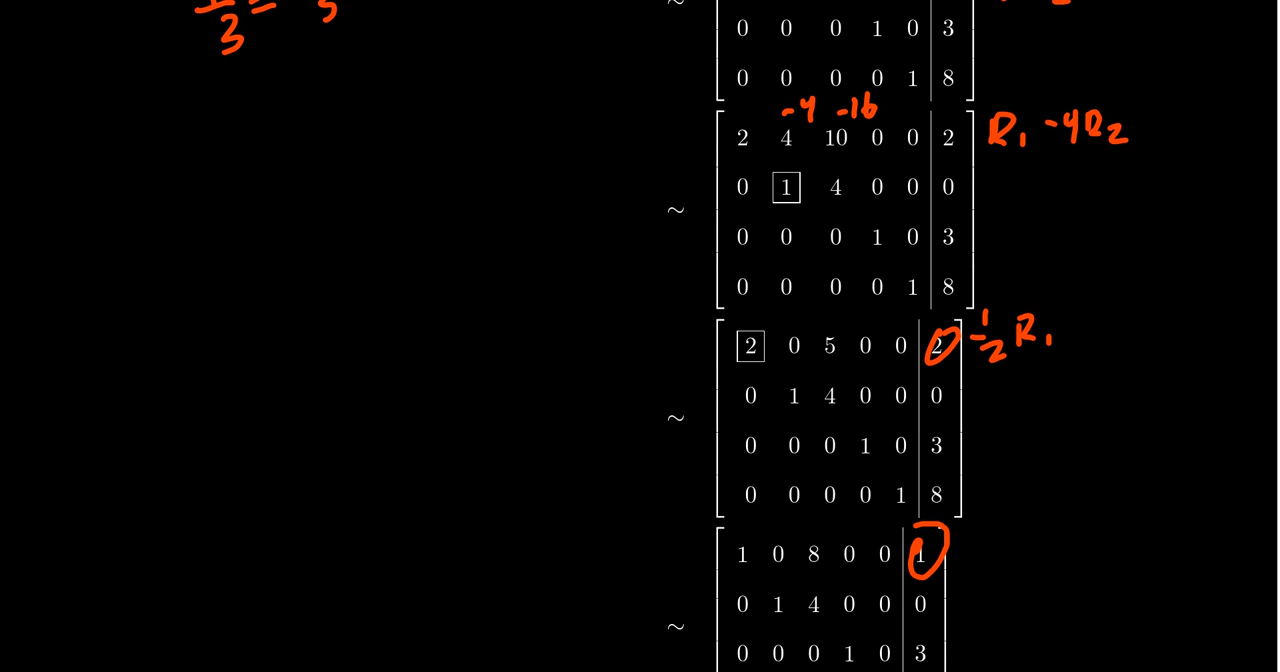 3 = 3
~ 0 0 0 1 0 3
0 0 0 0 1 8
-4 -16
2 4 10 0 0 2 R₁ -4R₂
0 1 4 0 0 0
~
0 0 0 1 0 3
0 0 0 0 1 8
2 0 5 0 0 2 -1/2 R₁
0 1 4 0 0 0
~
0 0 0 1 0 3
0 0 0 0 1 8
1 0 8 0 0 1
0 1 4 0 0 0
~
0 0 0 1 0 3